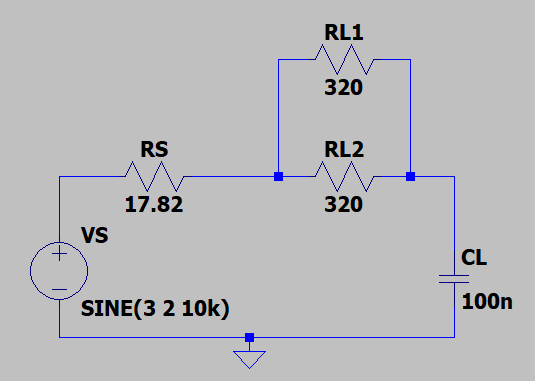 RL1
320
RS
RL2
17.82
320
VS
CL
SINE(3 2 10k)
100n